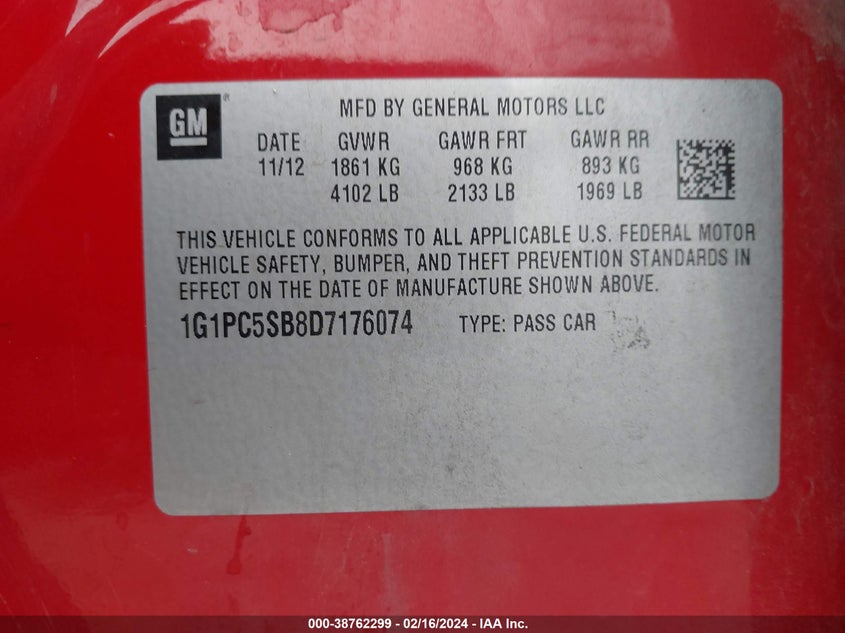 GM
MFD BY GENERAL MOTORS LLC
DATE GVWR GAWR FRT GAWR RR
11/12 1861 KG 968 KG 893 KG
4102 LB 2133 LB 1969 LB
THIS VEHICLE CONFORMS TO ALL APPLICABLE U.S. FEDERAL MOTOR
VEHICLE SAFETY, BUMPER, AND THEFT PREVENTION STANDARDS IN
EFFECT ON THE DATE OF MANUFACTURE SHOWN ABOVE.
1G1PC5SB8D7176074 TYPE: PASS CAR
000-38762299 - 02/16/2024 - IAA Inc.